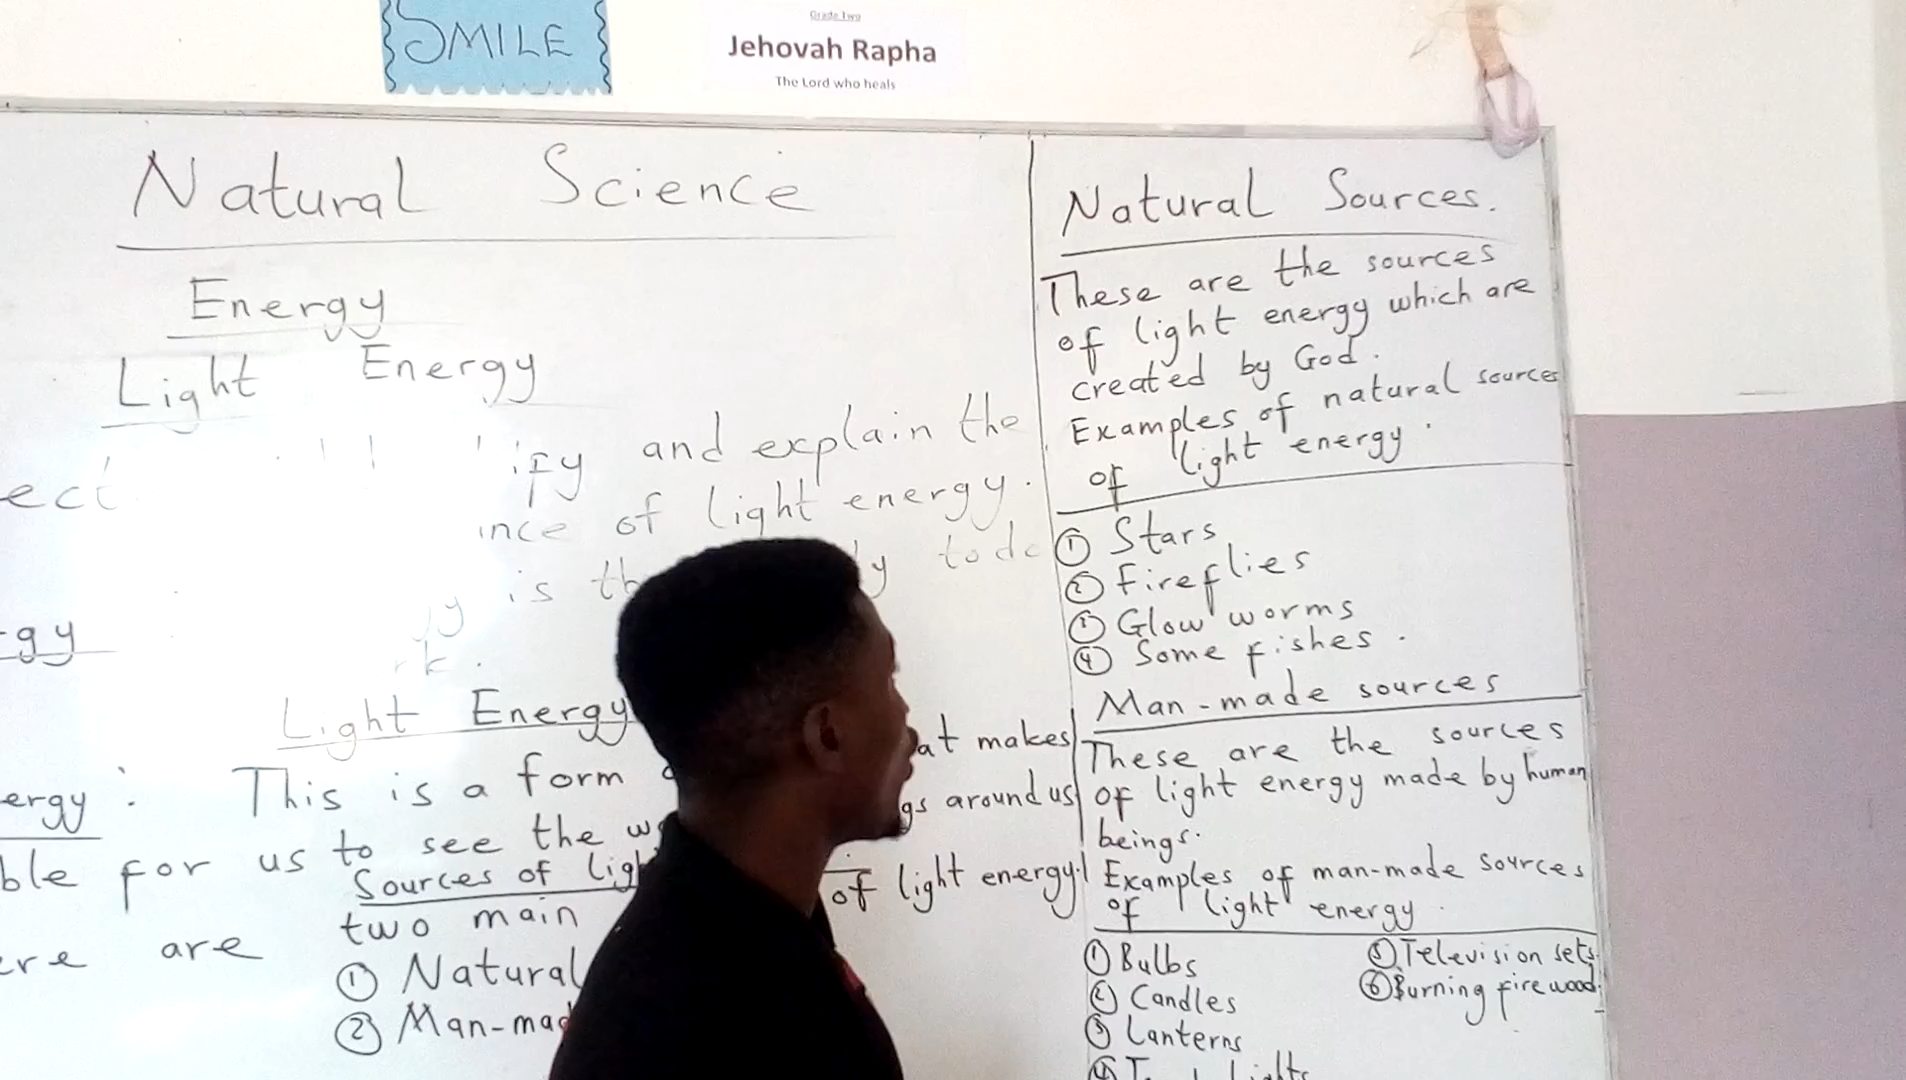 SMILE
Grade Two
Jehovah Rapha
The Lord who heals
Natural Science
Energy
Light Energy
and explain the
of light energy.
is
Light Energy
This is a form
makes
around us
for us to see the
Sources of
of light energy.
are two main
① Natural
②
Natural Sources.
These are the sources
of light energy which are
created by God.
Examples of natural sources
of light energy.
① Stars
② Fireflies
③ Glow worms
④ Some fishes.
Man-made sources
These are the sources
of light energy made by human
beings.
Examples of man-made sources
of light energy.
① Bulbs
② Candles
③ Lanterns
④
⑤ Television sets
⑥ Burning firewood.